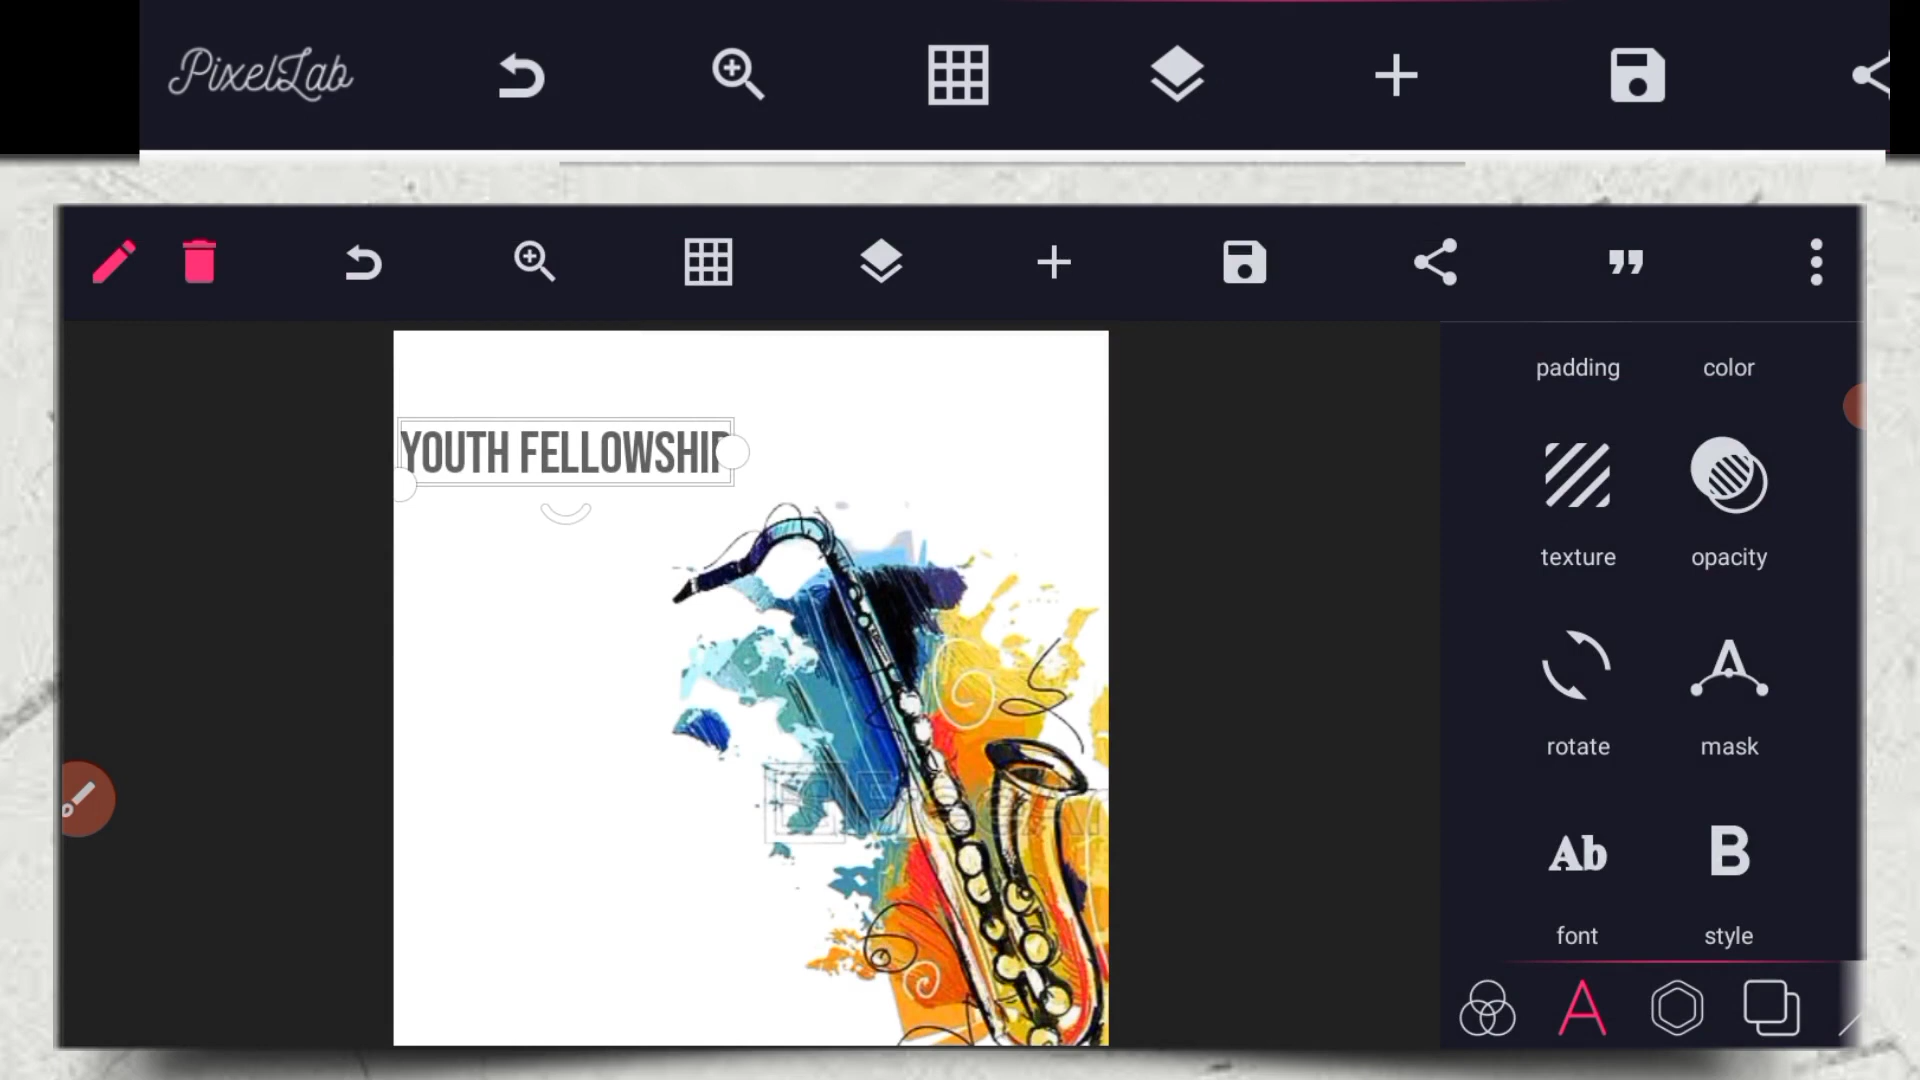 PixelLab
padding
color
YOUTH FELLOWSHIP
texture
opacity
rotate
mask
Ab
B
font
style
A